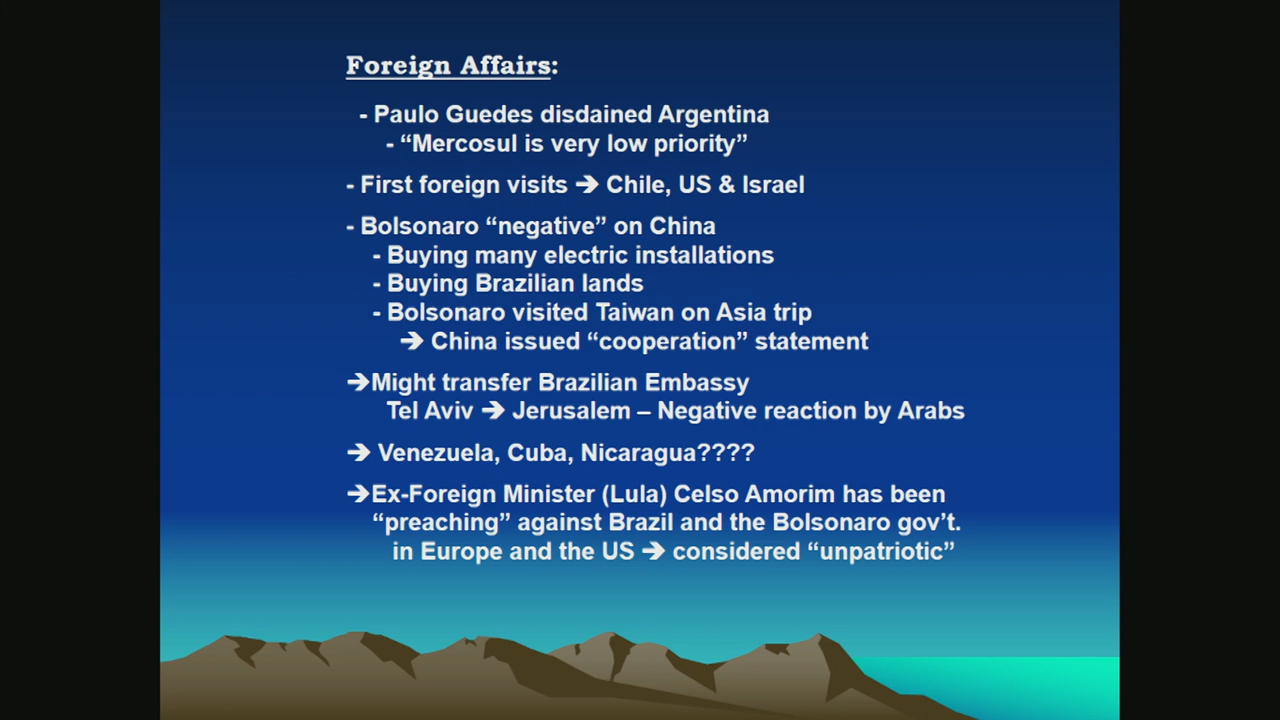 Foreign Affairs:
- Paulo Guedes disdained Argentina
- “Mercosul is very low priority”
- First foreign visits ➔ Chile, US & Israel
- Bolsonaro “negative” on China
- Buying many electric installations
- Buying Brazilian lands
- Bolsonaro visited Taiwan on Asia trip
➔ China issued “cooperation” statement
➔Might transfer Brazilian Embassy
Tel Aviv ➔ Jerusalem – Negative reaction by Arabs
➔ Venezuela, Cuba, Nicaragua????
➔Ex-Foreign Minister (Lula) Celso Amorim has been
“preaching” against Brazil and the Bolsonaro gov’t.
in Europe and the US ➔ considered “unpatriotic”